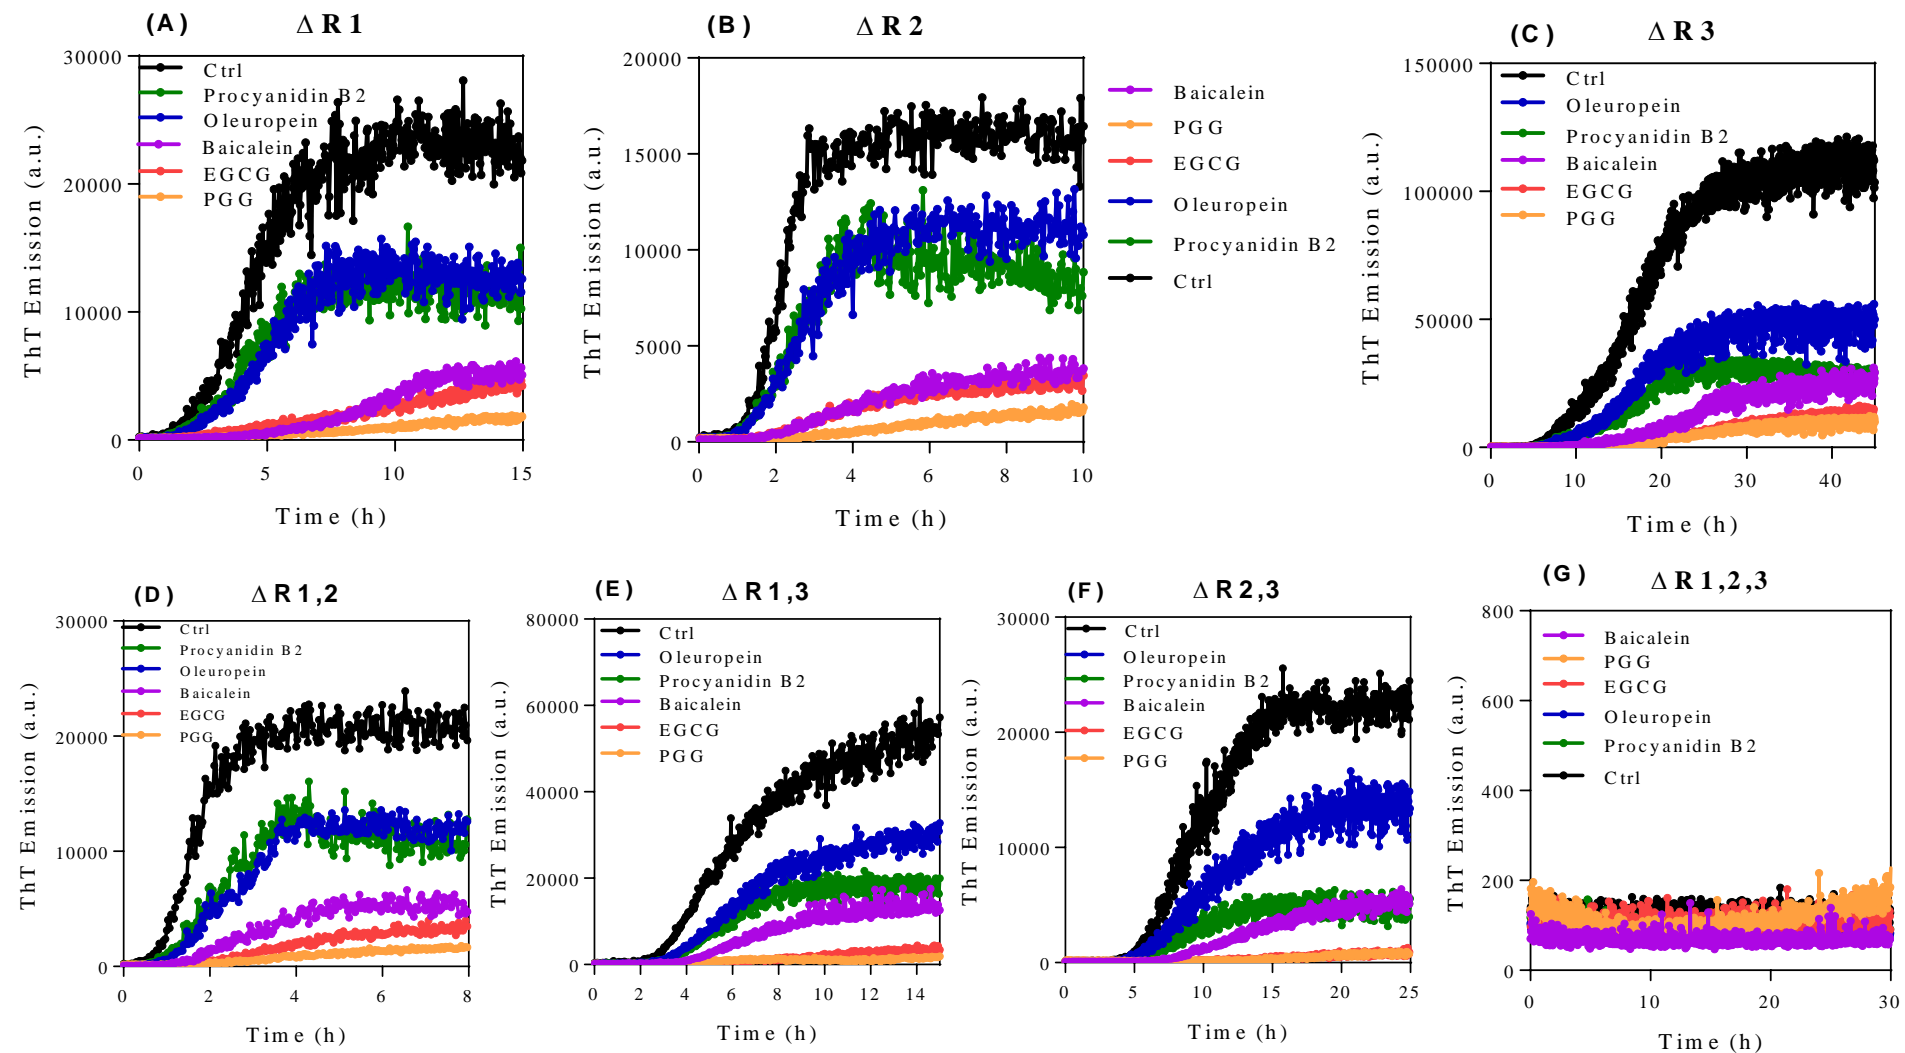 (A) Δ R 1
ThT Emission (a.u.)
30000
20000
10000
0
Ctrl
Procyanidin B2
Oleuropein
Baicalein
EGCG
PGG
0 5 10 15
Time (h)
(B) Δ R 2
ThT Emission (a.u.)
20000
15000
10000
5000
0
0 2 4 6 8 10
Time (h)
Baicalein
PGG
EGCG
Oleuropein
Procyanidin B2
Ctrl
(C) Δ R 3
ThT Emission (a.u.)
150000
100000
50000
0
Ctrl
Oleuropein
Procyanidin B2
Baicalein
EGCG
PGG
0 10 20 30 40
Time (h)
(D) Δ R 1,2
ThT Emission (a.u.)
30000
20000
10000
0
Ctrl
Procyanidin B2
Oleuropein
Baicalein
EGCG
PGG
0 2 4 6 8
Time (h)
(E) Δ R 1,3
ThT Emission (a.u.)
80000
60000
40000
20000
0
Ctrl
Oleuropein
Procyanidin B2
Baicalein
EGCG
PGG
0 2 4 6 8 10 12 14
Time (h)
(F) Δ R 2,3
ThT Emission (a.u.)
30000
20000
10000
0
Ctrl
Oleuropein
Procyanidin B2
Baicalein
EGCG
PGG
0 5 10 15 20 25
Time (h)
(G) Δ R 1,2,3
ThT Emission (a.u.)
800
600
400
200
0
Baicalein
PGG
EGCG
Oleuropein
Procyanidin B2
Ctrl
0 10 20 30
Time (h)